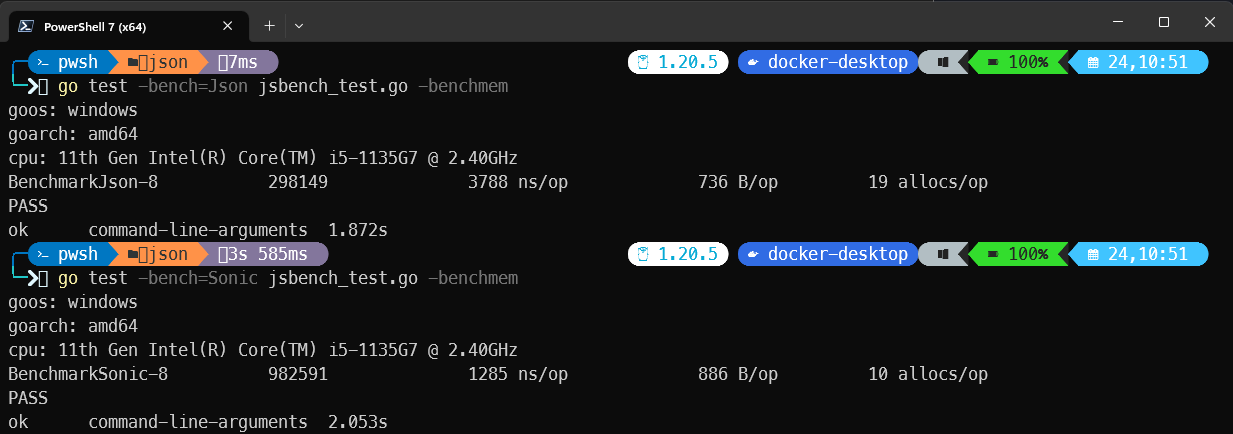 PowerShell 7 (x64)
pwsh json 7ms 1.20.5 docker-desktop 100% 24,10:51
go test -bench=Json jsbench_test.go -benchmem
goos: windows
goarch: amd64
cpu: 11th Gen Intel(R) Core(TM) i5-1135G7 @ 2.40GHz
BenchmarkJson-8 298149 3788 ns/op 736 B/op 19 allocs/op
PASS
ok command-line-arguments 1.872s
pwsh json 3s 585ms 1.20.5 docker-desktop 100% 24,10:51
go test -bench=Sonic jsbench_test.go -benchmem
goos: windows
goarch: amd64
cpu: 11th Gen Intel(R) Core(TM) i5-1135G7 @ 2.40GHz
BenchmarkSonic-8 982591 1285 ns/op 886 B/op 10 allocs/op
PASS
ok command-line-arguments 2.053s